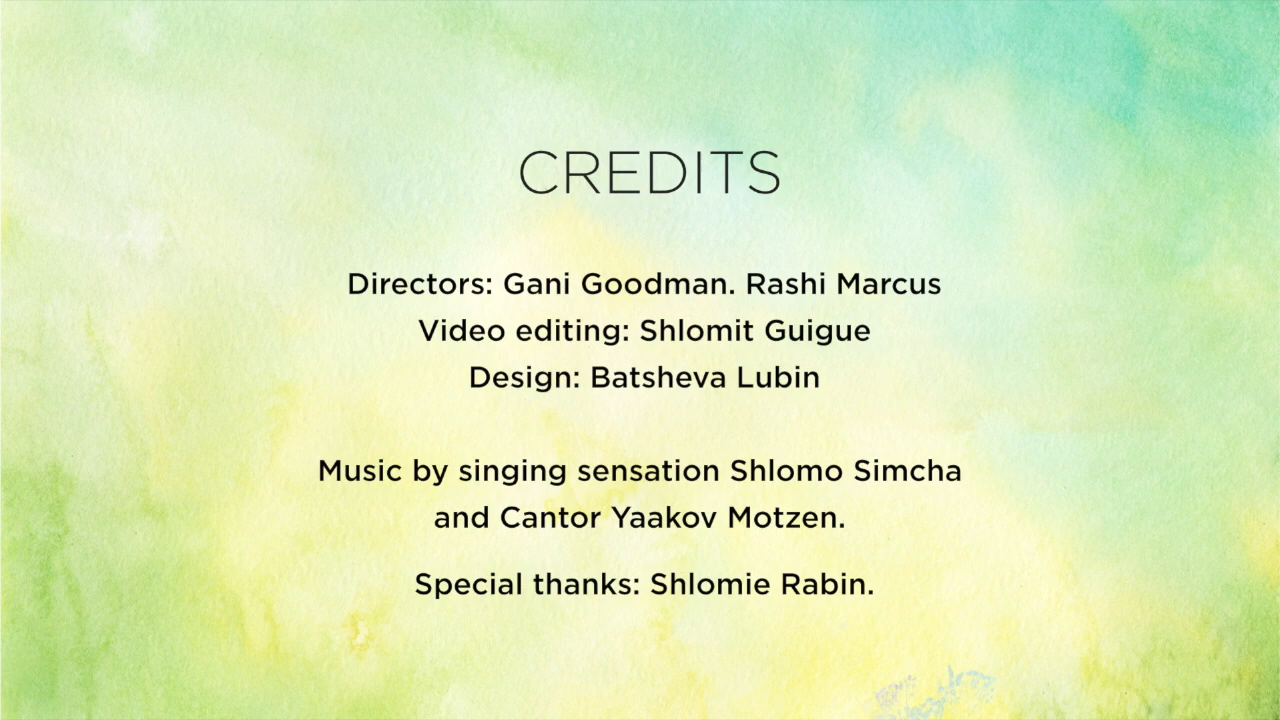 CREDITS
Directors: Gani Goodman. Rashi Marcus
Video editing: Shlomit Guigue
Design: Batsheva Lubin
Music by singing sensation Shlomo Simcha
and Cantor Yaakov Motzen.
Special thanks: Shlomie Rabin.